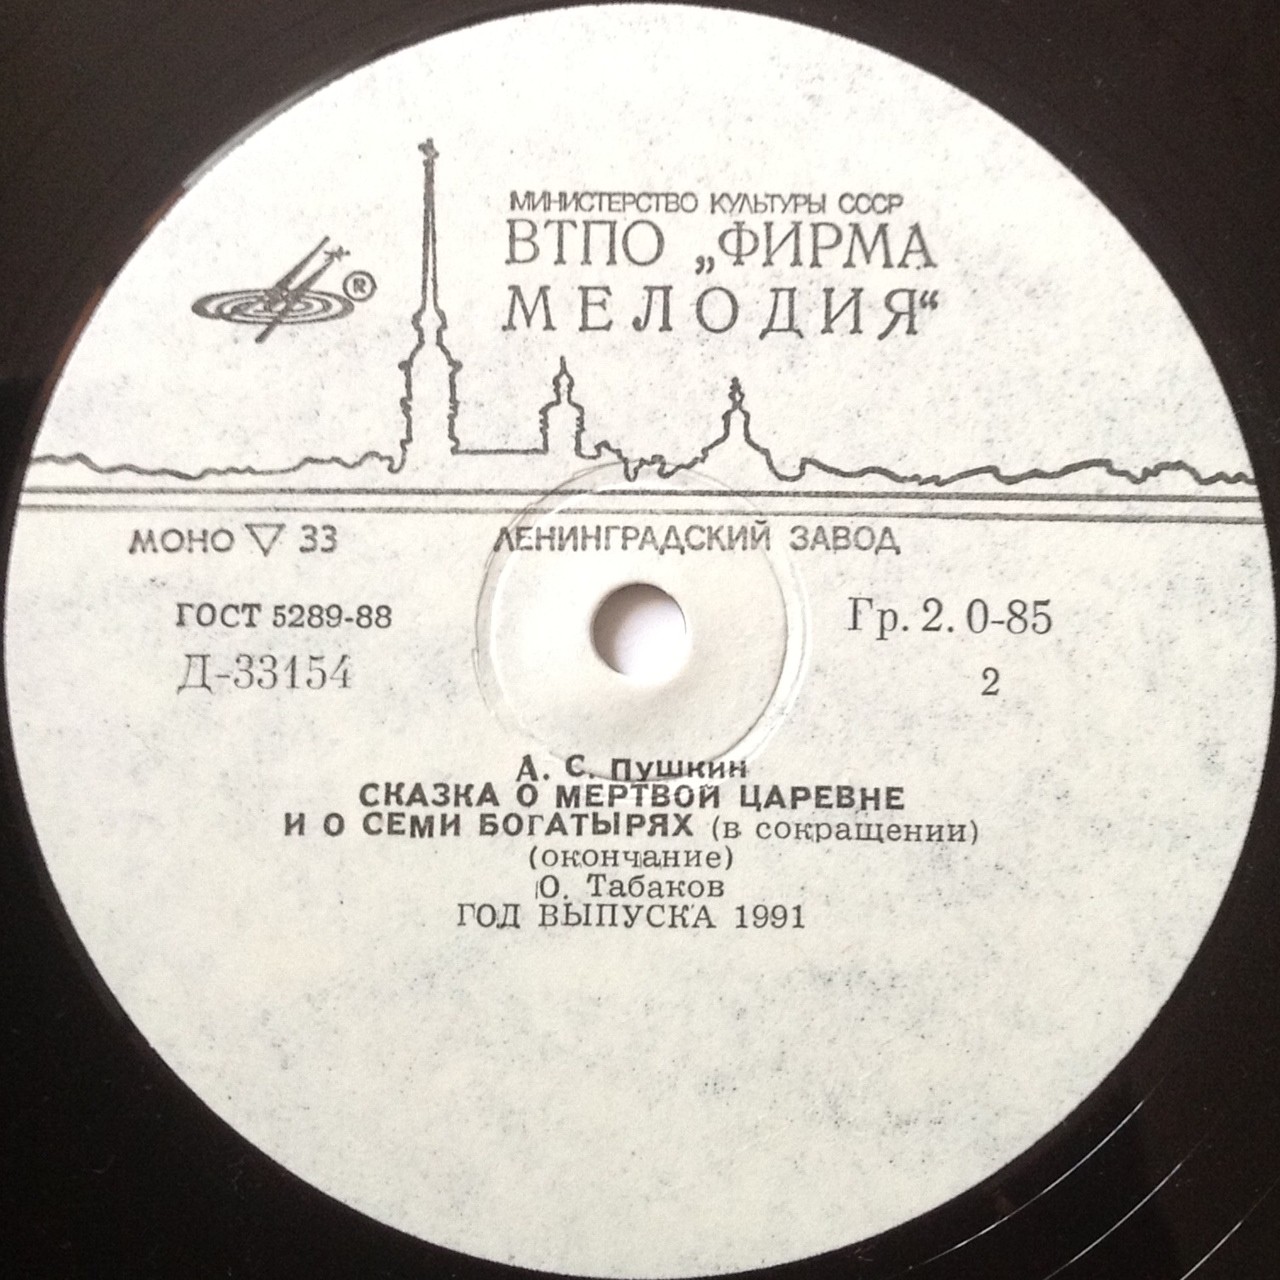 МИНИСТЕРСТВО КУЛЬТУРЫ СССР
ВТПО „ФИРМА
МЕЛОДИЯ“
®
МОНО ▽ 33
ЛЕНИНГРАДСКИЙ ЗАВОД
ГОСТ 5289-88
Гр. 2. 0-85
Д-33154
2
А. С. Пушкин
СКАЗКА О МЕРТВОЙ ЦАРЕВНЕ
И О СЕМИ БОГАТЫРЯХ (в сокращении)
(окончание)
О. Табаков
ГОД ВЫПУСКА 1991